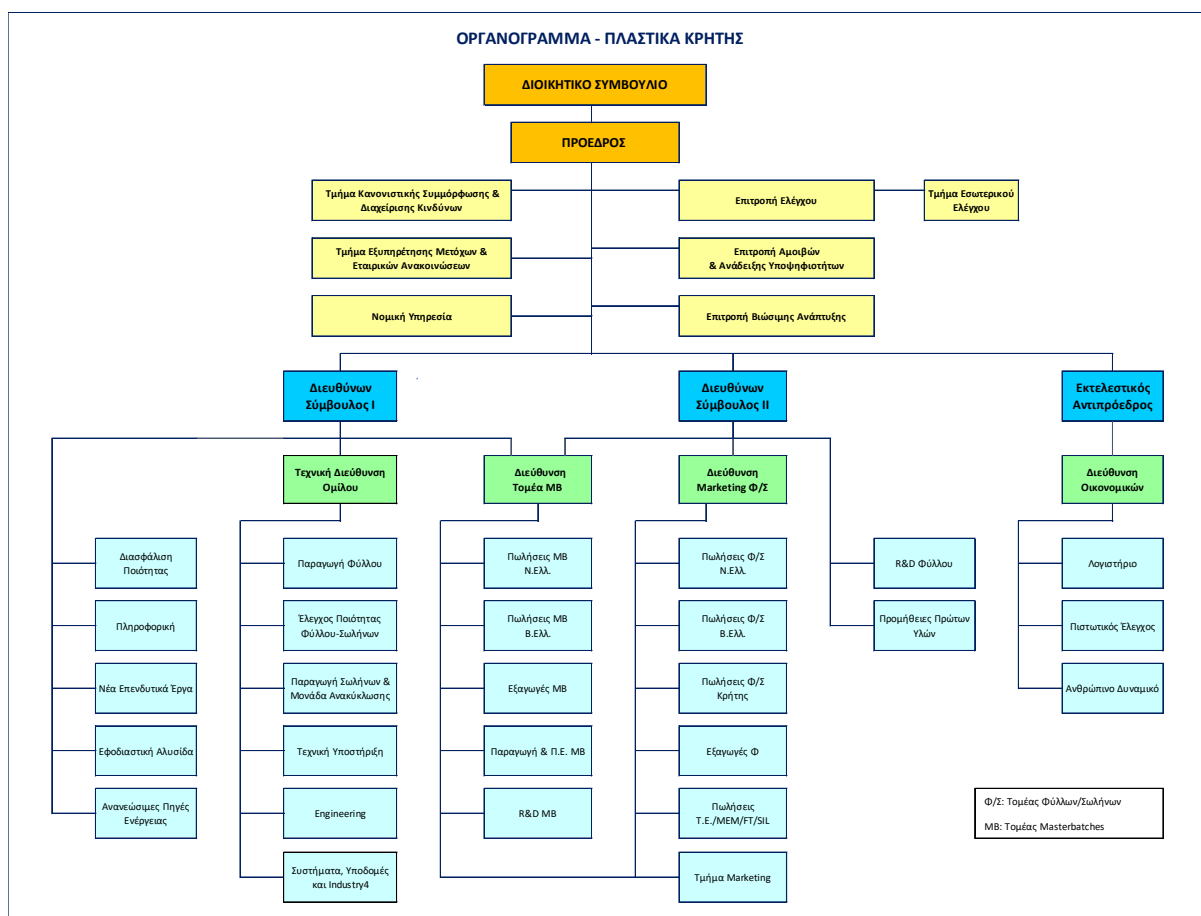 ΟΡΓΑΝΟΓΡΑΜΜΑ - ΠΛΑΣΤΙΚΑ ΚΡΗΤΗΣ
ΔΙΟΙΚΗΤΙΚΟ ΣΥΜΒΟΥΛΙΟ
ΠΡΟΕΔΡΟΣ
Τμήμα Κανονιστικής Συμμόρφωσης &
Διαχείρισης Κινδύνων
Επιτροπή Ελέγχου
Τμήμα Εσωτερικού
Ελέγχου
Τμήμα Εξυπηρέτησης Μετόχων &
Εταιρικών Ανακοινώσεων
Επιτροπή Αμοιβών
& Ανάδειξης Υποψηφιοτήτων
Νομική Υπηρεσία
Επιτροπή Βιώσιμης Ανάπτυξης
Διευθύνων
Σύμβουλος Ι
Διευθύνων
Σύμβουλος ΙΙ
Εκτελεστικός
Αντιπρόεδρος
Τεχνική Διεύθυνση
Ομίλου
Διεύθυνση
Τομέα ΜΒ
Διεύθυνση
Marketing Φ/Σ
Διεύθυνση
Οικονομικών
Διασφάλιση
Ποιότητας
Πληροφορική
Νέα Επενδυτικά Έργα
Εφοδιαστική Αλυσίδα
Ανανεώσιμες Πηγές
Ενέργειας
Παραγωγή Φύλλου
Έλεγχος Ποιότητας
Φύλλου-Σωλήνων
Παραγωγή Σωλήνων &
Μονάδα Ανακύκλωσης
Τεχνική Υποστήριξη
Engineering
Συστήματα, Υποδομές
και Industry4
Πωλήσεις ΜΒ
Ν.Ελλ.
Πωλήσεις ΜΒ
Β.Ελλ.
Εξαγωγές ΜΒ
Παραγωγή & Π.Ε. ΜΒ
R&D ΜΒ
Πωλήσεις Φ/Σ
Ν.Ελλ.
Πωλήσεις Φ/Σ
Β.Ελλ.
Πωλήσεις Φ/Σ
Κρήτης
Εξαγωγές Φ
Πωλήσεις
Τ.Ε./MEM/FT/SIL
Τμήμα Marketing
R&D Φύλλου
Προμήθειες Πρώτων
Υλών
Λογιστήριο
Πιστωτικός Έλεγχος
Ανθρώπινο Δυναμικό
Φ/Σ: Τομέας Φύλλων/Σωλήνων
ΜΒ: Τομέας Masterbatches